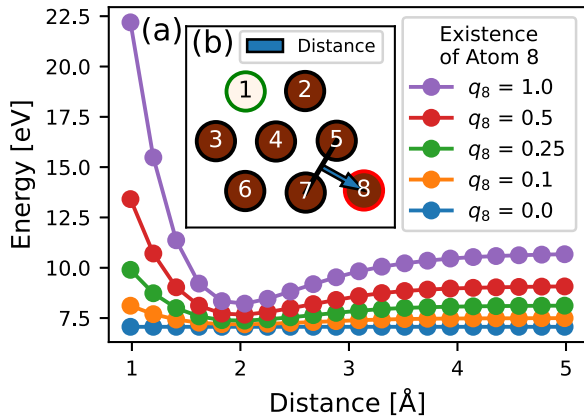 (a)
(b)
Distance
1
2
3
4
5
6
7
8
Existence
of Atom 8
q8 = 1.0
q8 = 0.5
q8 = 0.25
q8 = 0.1
q8 = 0.0
Energy [eV]
22.5
20.0
17.5
15.0
12.5
10.0
7.5
1
2
3
4
5
Distance [Å]